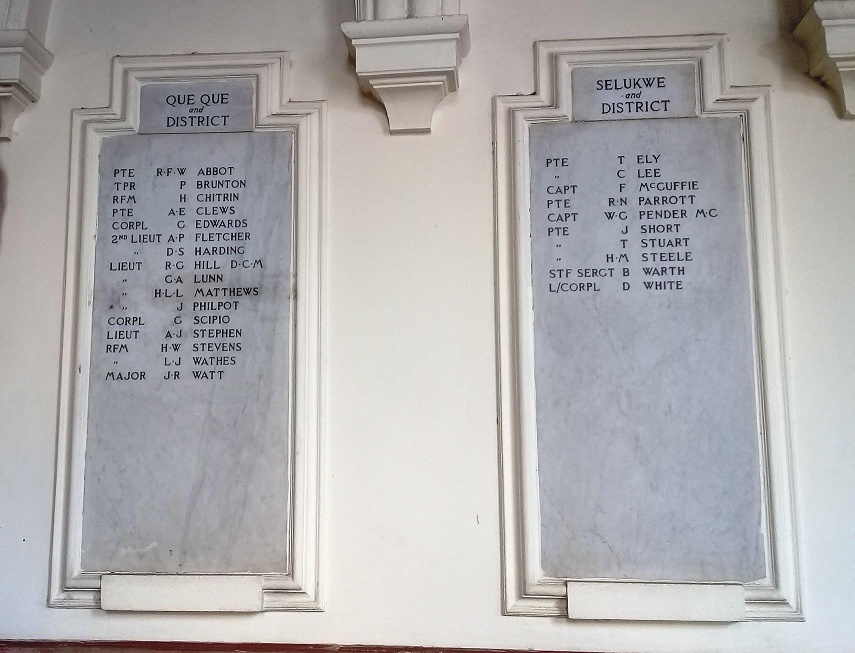 QUE QUE
and
DISTRICT
PTE R·F·W ABBOT
TPR P BRUNTON
RFM H CHITRIN
PTE A·E CLEWS
CORPL G EDWARDS
2ND LIEUT A·P FLETCHER
" D·S HARDING
LIEUT R·G HILL D·C·M
" G·A LUNN
" H·L·L MATTHEWS
" J PHILPOT
CORPL G SCIPIO
LIEUT A·J STEPHEN
RFM H·W STEVENS
" L·J WATHES
MAJOR J·R WATT
SELUKWE
and
DISTRICT
PTE T ELY
" C LEE
CAPT F McGUFFIE
PTE R·N PARROTT
CAPT W·G PENDER M·C
PTE J SHORT
" T STUART
" H·M STEELE
STF SERGT B WARTH
L/CORPL D WHITE